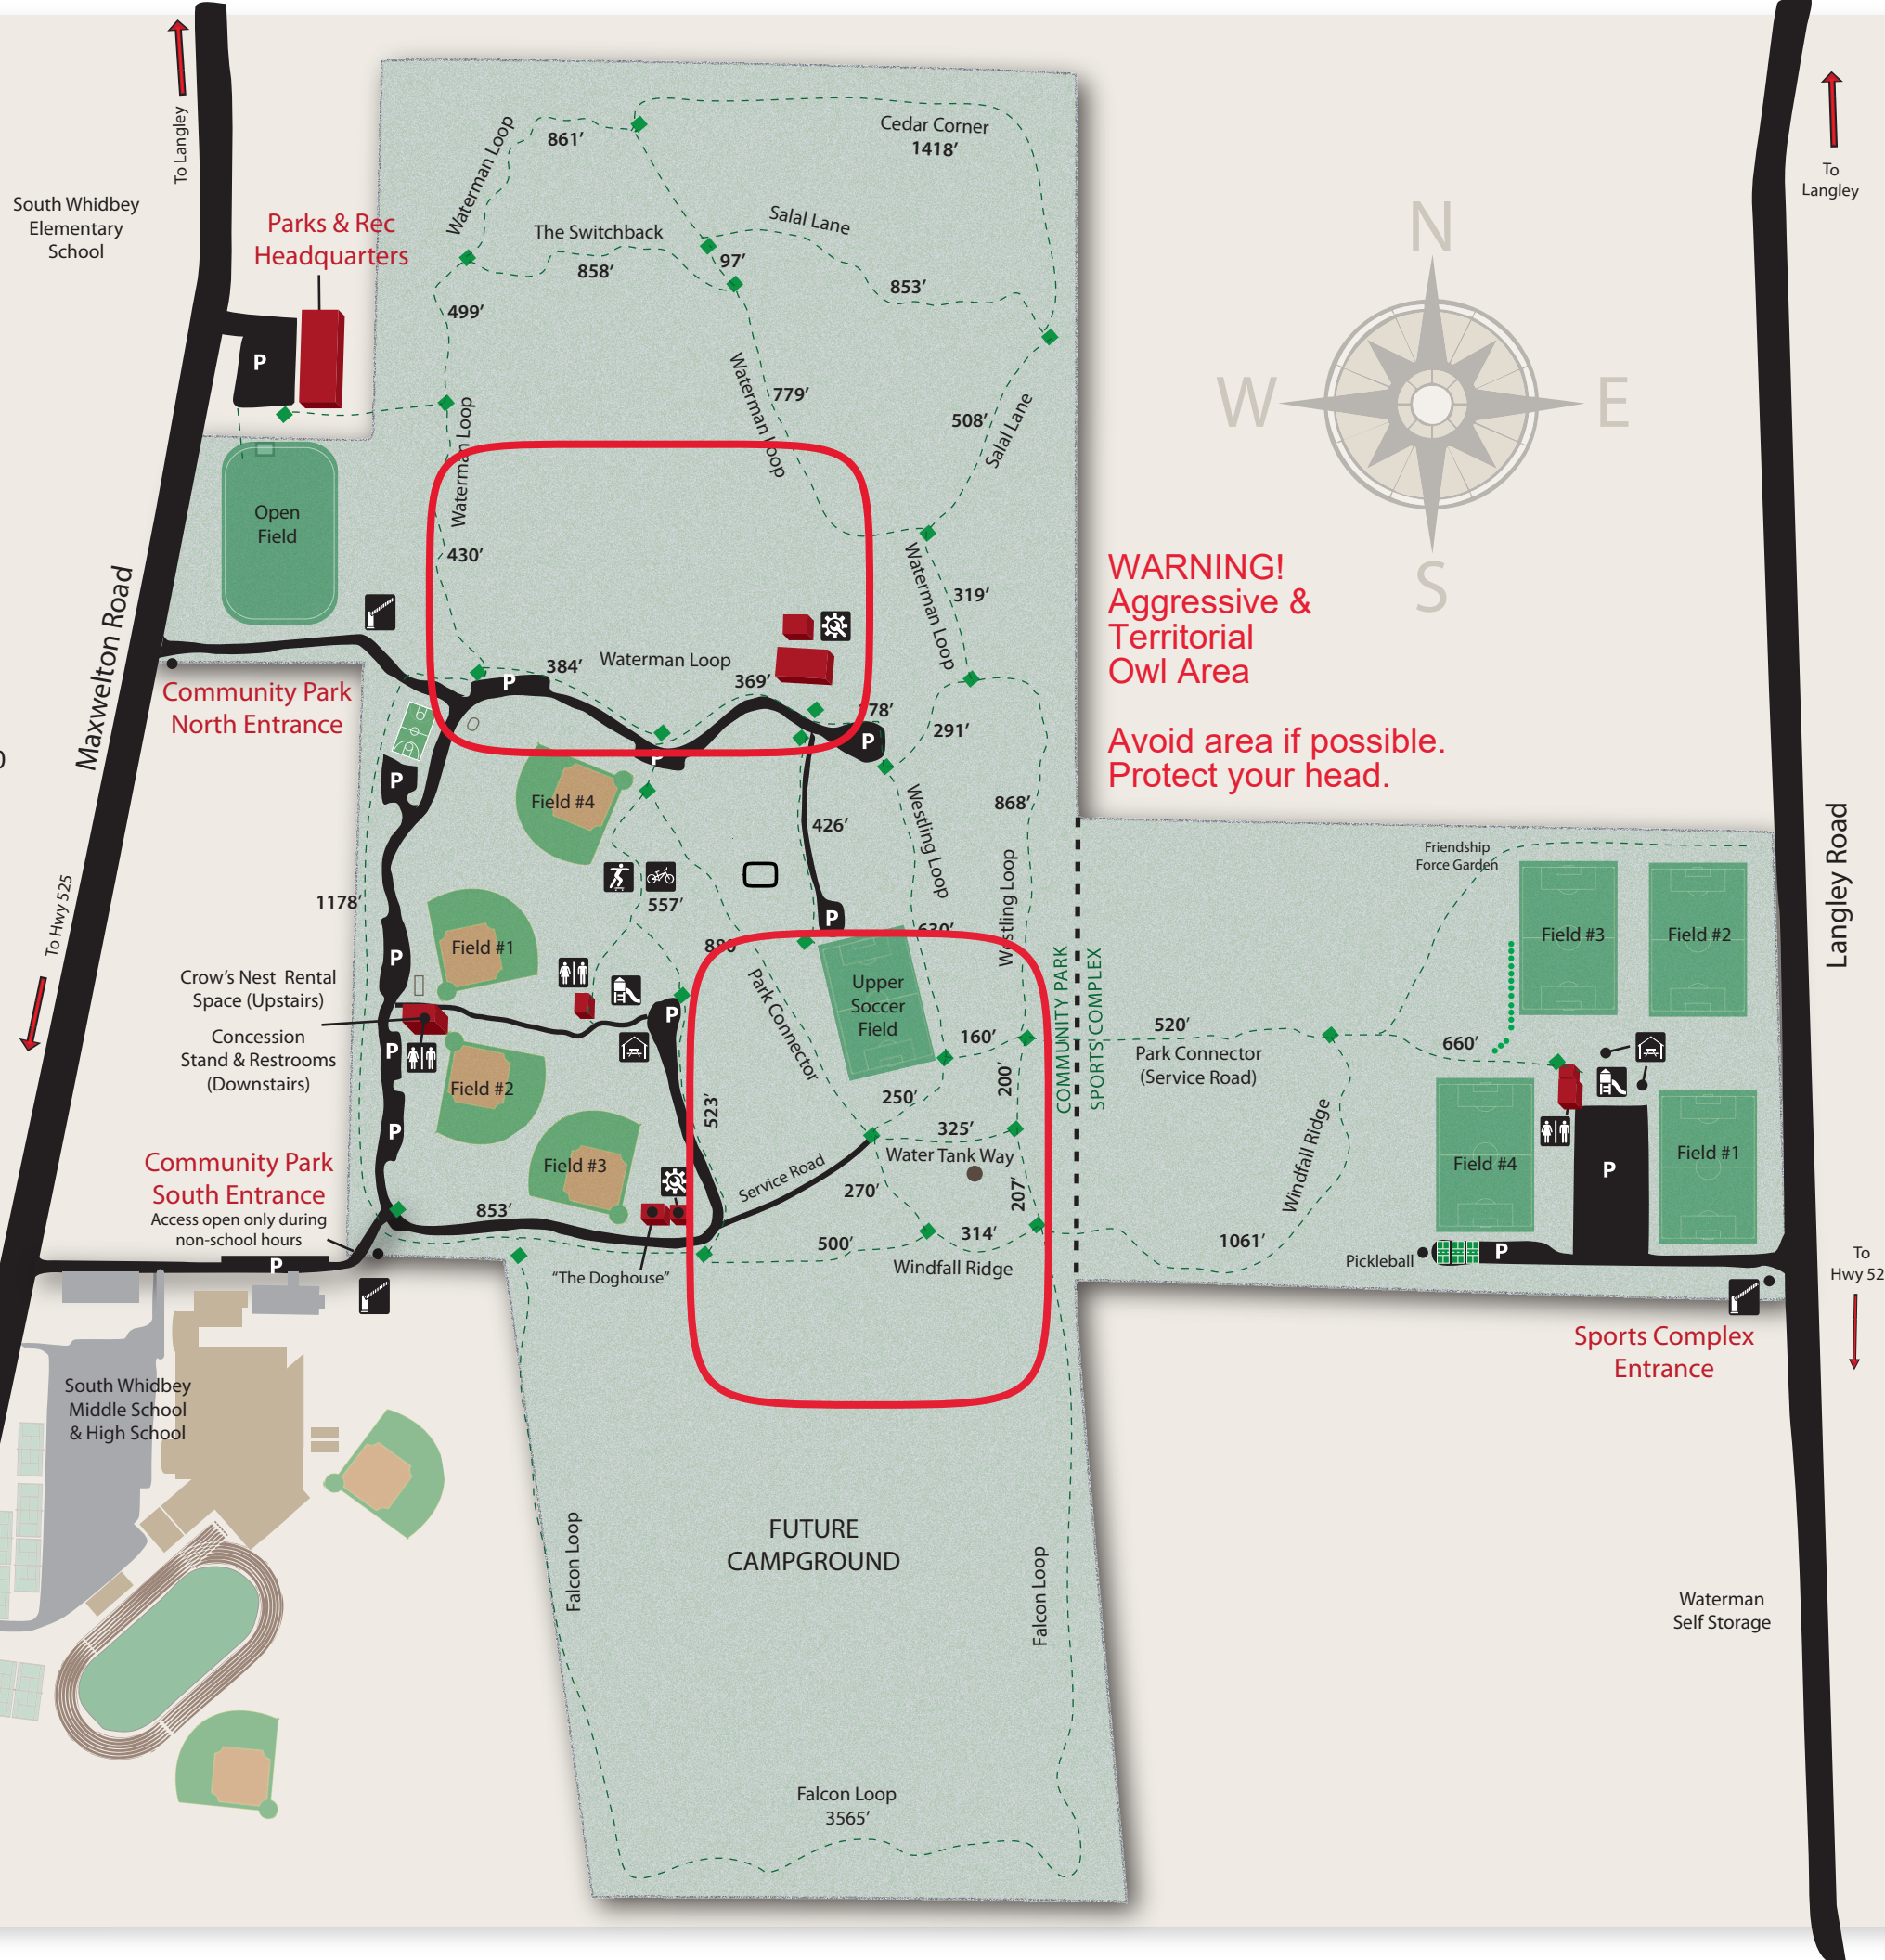 To Langley
South Whidbey
Elementary
School
Parks & Rec
Headquarters
P
Open
Field
Maxwelton Road
Community Park
North Entrance
To Hwy 525
Waterman Loop
861’
Cedar Corner
1418’
The Switchback
858’
Salal Lane
97’
853’
499’
Waterman Loop
779’
Waterman Loop
508’
Salal Lane
430’
Waterman Loop
319’
Waterman Loop
384’
P
369’
78’
P
291’
P
P
Field #4
426’
Westling Loop
868’
Westling Loop
1178’
557’
P
630’
880’
Field #1
P
Park Connector
Upper
Soccer
Field
Crow’s Nest Rental
Space (Upstairs)
Concession
Stand & Restrooms
(Downstairs)
P
P
Field #2
P
160’
200’
250’
523’
325’
Water Tank Way
Field #3
Service Road
270’
207’
314’
Windfall Ridge
500’
853’
“The Doghouse”
Community Park
South Entrance
Access open only during
non-school hours
P
South Whidbey
Middle School
& High School
FUTURE
CAMPGROUND
Falcon Loop
Falcon Loop
Falcon Loop
3565’
N
W
E
S
WARNING!
Aggressive &
Territorial
Owl Area
Avoid area if possible.
Protect your head.
COMMUNITY PARK
SPORTS COMPLEX
520’
Park Connector
(Service Road)
660’
Windfall Ridge
1061’
Friendship
Force Garden
Field #3
Field #2
Field #4
P
Field #1
Pickleball
P
Sports Complex
Entrance
To
Langley
Langley Road
To
Hwy 52
Waterman
Self Storage